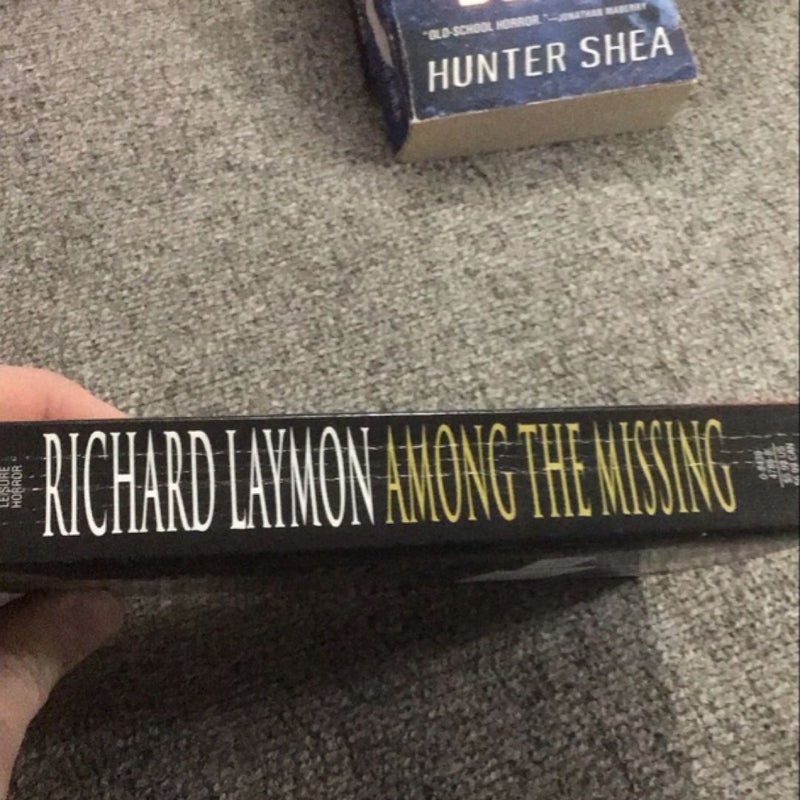 "OLD-SCHOOL HORROR."—JONATHAN MABERRY
HUNTER SHEA
LEISURE
HORROR
RICHARD LAYMON AMONG THE MISSING